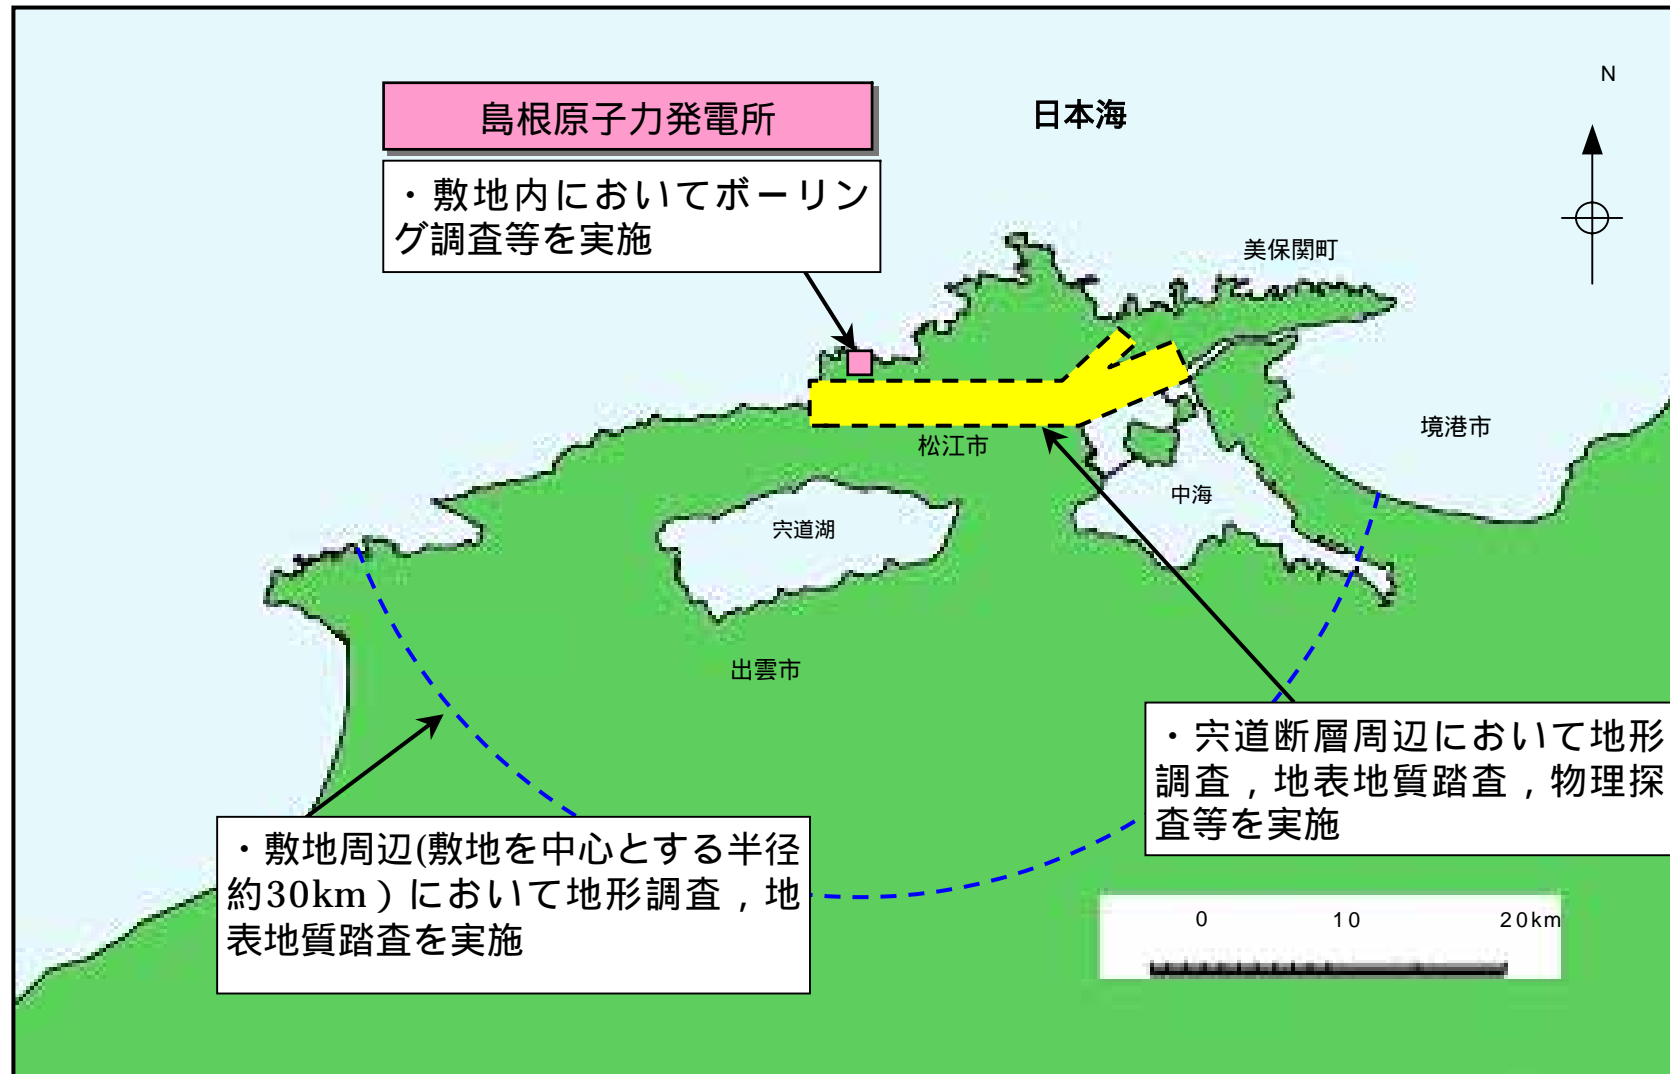 島根原子力発電所
・敷地内においてボーリン
グ調査等を実施
日本海
N
美保関町
境港市
松江市
中海
宍道湖
出雲市
・宍道断層周辺において地形
調査，地表地質踏査，物理探
査等を実施
・敷地周辺(敷地を中心とする半径
約30km）において地形調査，地
表地質踏査を実施
0 10 20km